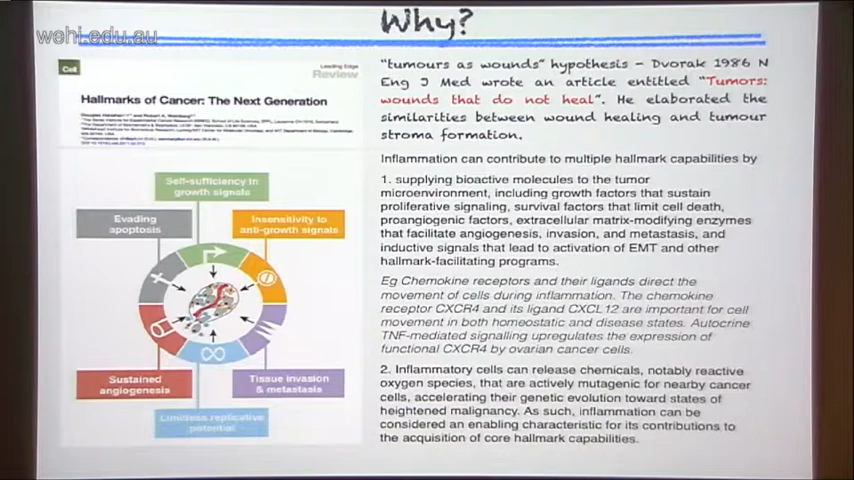 Why?
wehi.edu.au
Cell
Leading Edge
Review
Hallmarks of Cancer: The Next Generation
"tumours as wounds" hypothesis – Dvorak 1986 N
Eng J Med wrote an article entitled "Tumors:
wounds that do not heal". He elaborated the
similarities between wound healing and tumour
stroma formation.
Inflammation can contribute to multiple hallmark capabilities by
1. supplying bioactive molecules to the tumor
microenvironment, including growth factors that sustain
proliferative signaling, survival factors that limit cell death,
proangiogenic factors, extracellular matrix-modifying enzymes
that facilitate angiogenesis, invasion, and metastasis, and
inductive signals that lead to activation of EMT and other
hallmark-facilitating programs.
Eg Chemokine receptors and their ligands direct the
movement of cells during inflammation. The chemokine
receptor CXCR4 and its ligand CXCL12 are important for cell
movement in both homeostatic and disease states. Autocrine
TNF-mediated signalling upregulates the expression of
functional CXCR4 by ovarian cancer cells.
2. Inflammatory cells can release chemicals, notably reactive
oxygen species, that are actively mutagenic for nearby cancer
cells, accelerating their genetic evolution toward states of
heightened malignancy. As such, inflammation can be
considered an enabling characteristic for its contributions to
the acquisition of core hallmark capabilities.
Self-sufficiency in
growth signals
Evading
apoptosis
Insensitivity to
anti-growth signals
Sustained
angiogenesis
Tissue invasion
& metastasis
Limitless replicative
potential